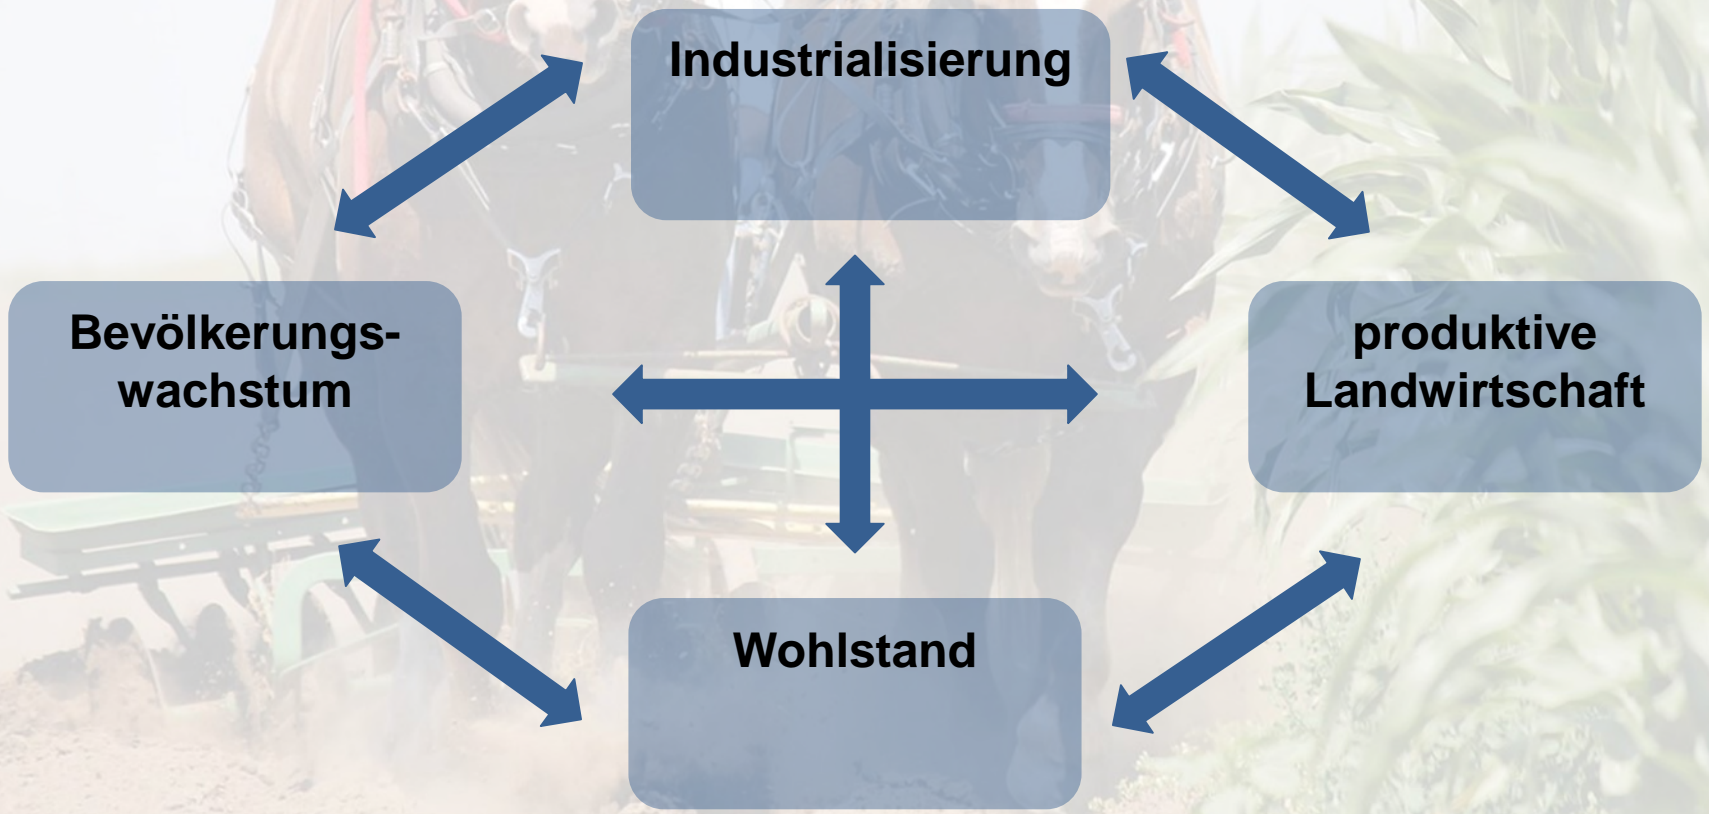 Industrialisierung
Bevölkerungs-
wachstum
produktive
Landwirtschaft
Wohlstand